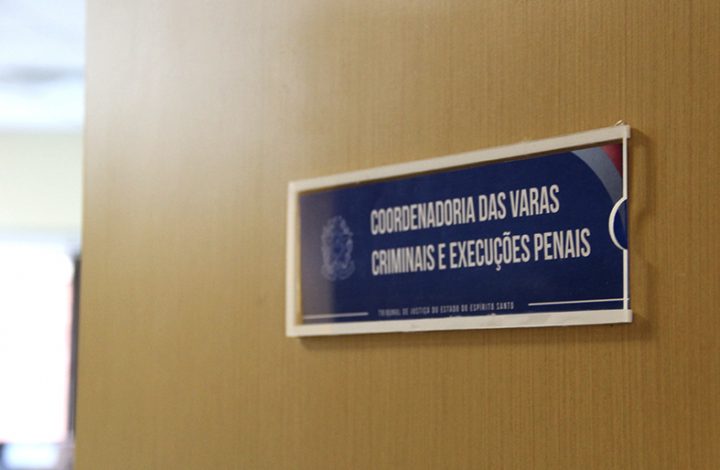 COORDENADORIA DAS VARAS
CRIMINAIS E EXECUÇÕES PENAIS
TRIBUNAL DE JUSTIÇA DO ESTADO DO ESPÍRITO SANTO